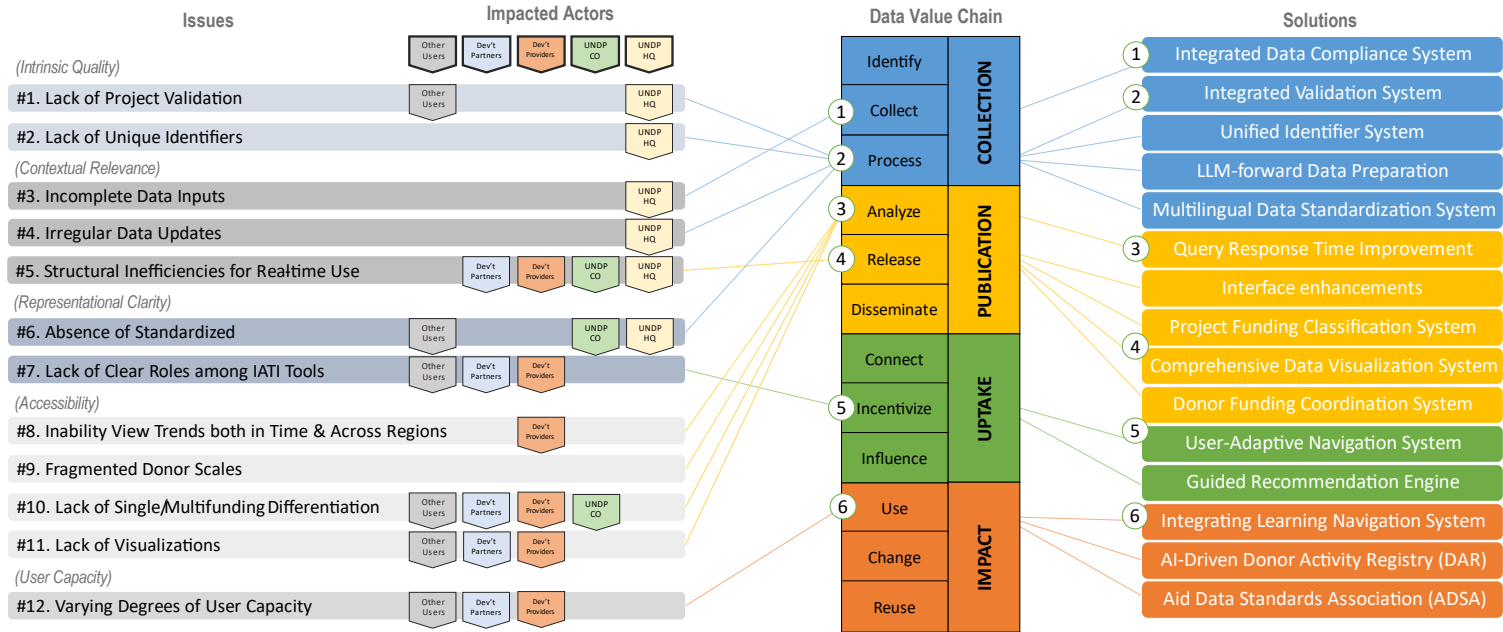 Issues
Impacted Actors
Data Value Chain
Solutions
Other
Users
Dev't
Partners
Dev't
Providers
UNDP
CO
UNDP
HQ
(Intrinsic Quality)
#1. Lack of Project Validation
Other
Users
UNDP
HQ
#2. Lack of Unique Identifiers
UNDP
HQ
(Contextual Relevance)
#3. Incomplete Data Inputs
UNDP
HQ
#4. Irregular Data Updates
UNDP
HQ
#5. Structural Inefficiencies for Real-time Use
Dev't
Partners
Dev't
Providers
UNDP
CO
UNDP
HQ
(Representational Clarity)
#6. Absence of Standardized
Other
Users
UNDP
CO
UNDP
HQ
#7. Lack of Clear Roles among IATI Tools
Other
Users
Dev't
Partners
Dev't
Providers
(Accessibility)
#8. Inability View Trends both in Time & Across Regions
Dev't
Providers
#9. Fragmented Donor Scales
#10. Lack of Single/Multifunding Differentiation
Other
Users
Dev't
Partners
Dev't
Providers
UNDP
CO
#11. Lack of Visualizations
Other
Users
Dev't
Partners
Dev't
Providers
(User Capacity)
#12. Varying Degrees of User Capacity
Other
Users
Dev't
Partners
Dev't
Providers
Identify
1
Collect
2
Process
COLLECTION
3
Analyze
4
Release
Disseminate
PUBLICATION
Connect
5
Incentivize
Influence
UPTAKE
6
Use
Change
Reuse
IMPACT
1
Integrated Data Compliance System
2
Integrated Validation System
Unified Identifier System
LLM-forward Data Preparation
Multilingual Data Standardization System
3
Query Response Time Improvement
Interface enhancements
Project Funding Classification System
4
Comprehensive Data Visualization System
Donor Funding Coordination System
5
User-Adaptive Navigation System
Guided Recommendation Engine
6
Integrating Learning Navigation System
AI-Driven Donor Activity Registry (DAR)
Aid Data Standards Association (ADSA)